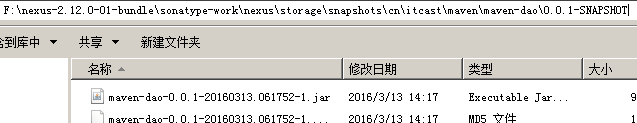 F:\nexus-2.12.0-01-bundle\sonatype-work\nexus\storage\snapshots\cn\itcast\maven\maven-dao\0.0.1-SNAPSHOT
含到库中 共享 新建文件夹
名称 修改日期 类型 大小
maven-dao-0.0.1-20160313.061752-1.jar 2016/3/13 14:17 Executable Jar... 9
maven-dao-0.0.1-20160313.061752-1.... 2016/3/13 14:17 MD5 文件 1